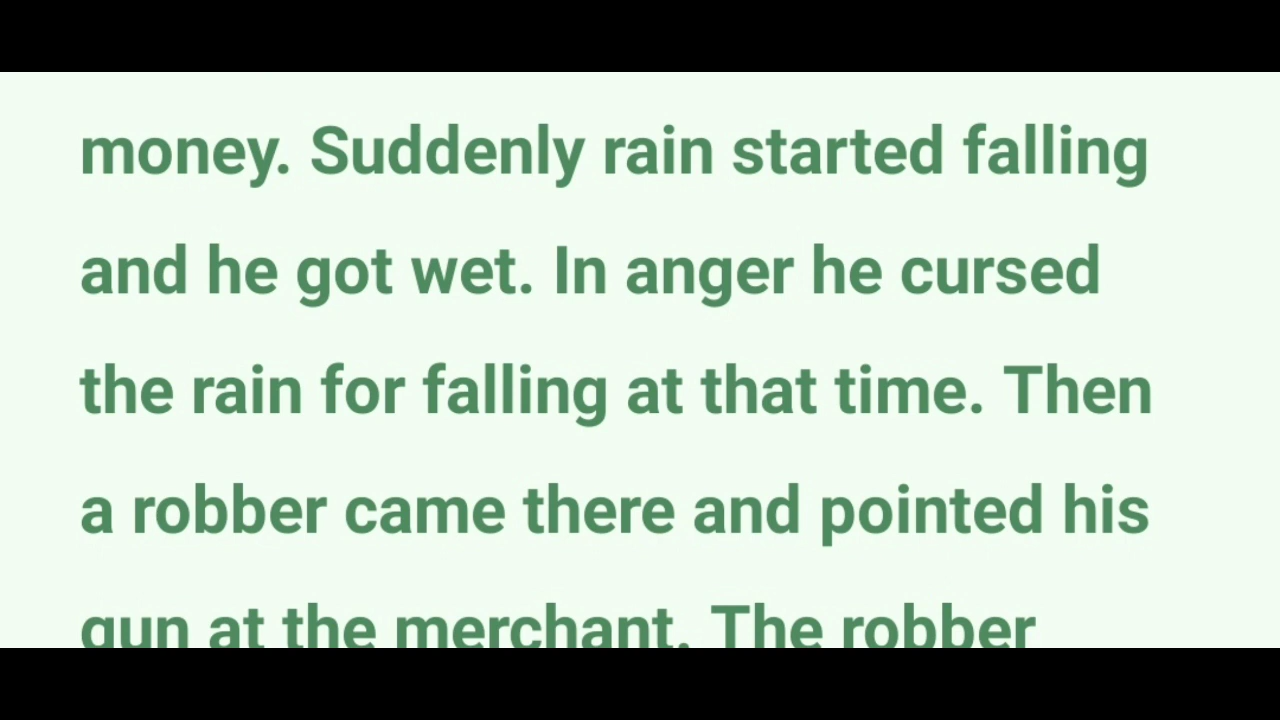 money. Suddenly rain started falling
and he got wet. In anger he cursed
the rain for falling at that time. Then
a robber came there and pointed his
gun at the merchant. The robber